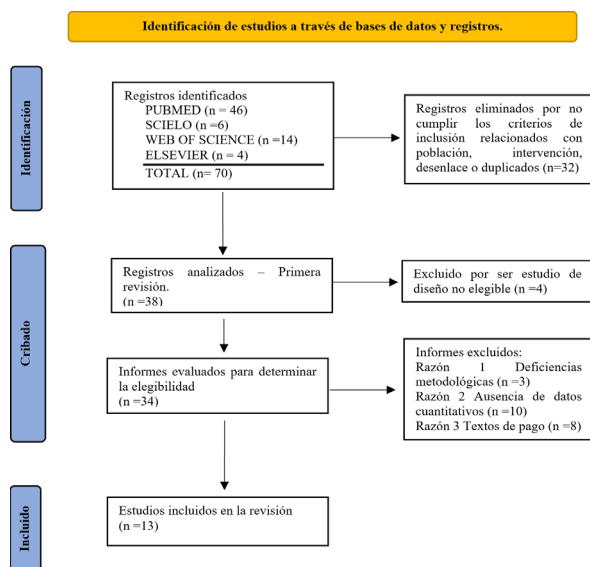 Identificación de estudios a través de bases de datos y registros.
Identificación
Registros identificados
PUBMED (n = 46)
SCIELO (n =6)
WEB OF SCIENCE (n =14)
ELSEVIER (n = 4)
TOTAL (n= 70)
Registros eliminados por no
cumplir los criterios de
inclusión relacionados con
población, intervención,
desenlace o duplicados (n=32)
Cribado
Registros analizados – Primera
revisión.
(n =38)
Excluido por ser estudio de
diseño no elegible (n =4)
Informes evaluados para determinar
la elegibilidad
(n =34)
Informes excluidos:
Razón 1 Deficiencias
metodológicas (n =3)
Razón 2 Ausencia de datos
cuantitativos (n =10)
Razón 3 Textos de pago (n =8)
Incluido
Estudios incluidos en la revisión
(n =13)